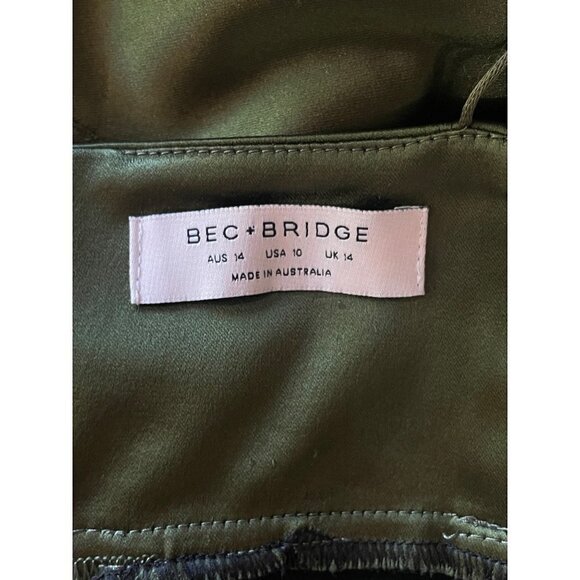 BEC+BRIDGE
AUS 14 USA 10 UK 14
MADE IN AUSTRALIA